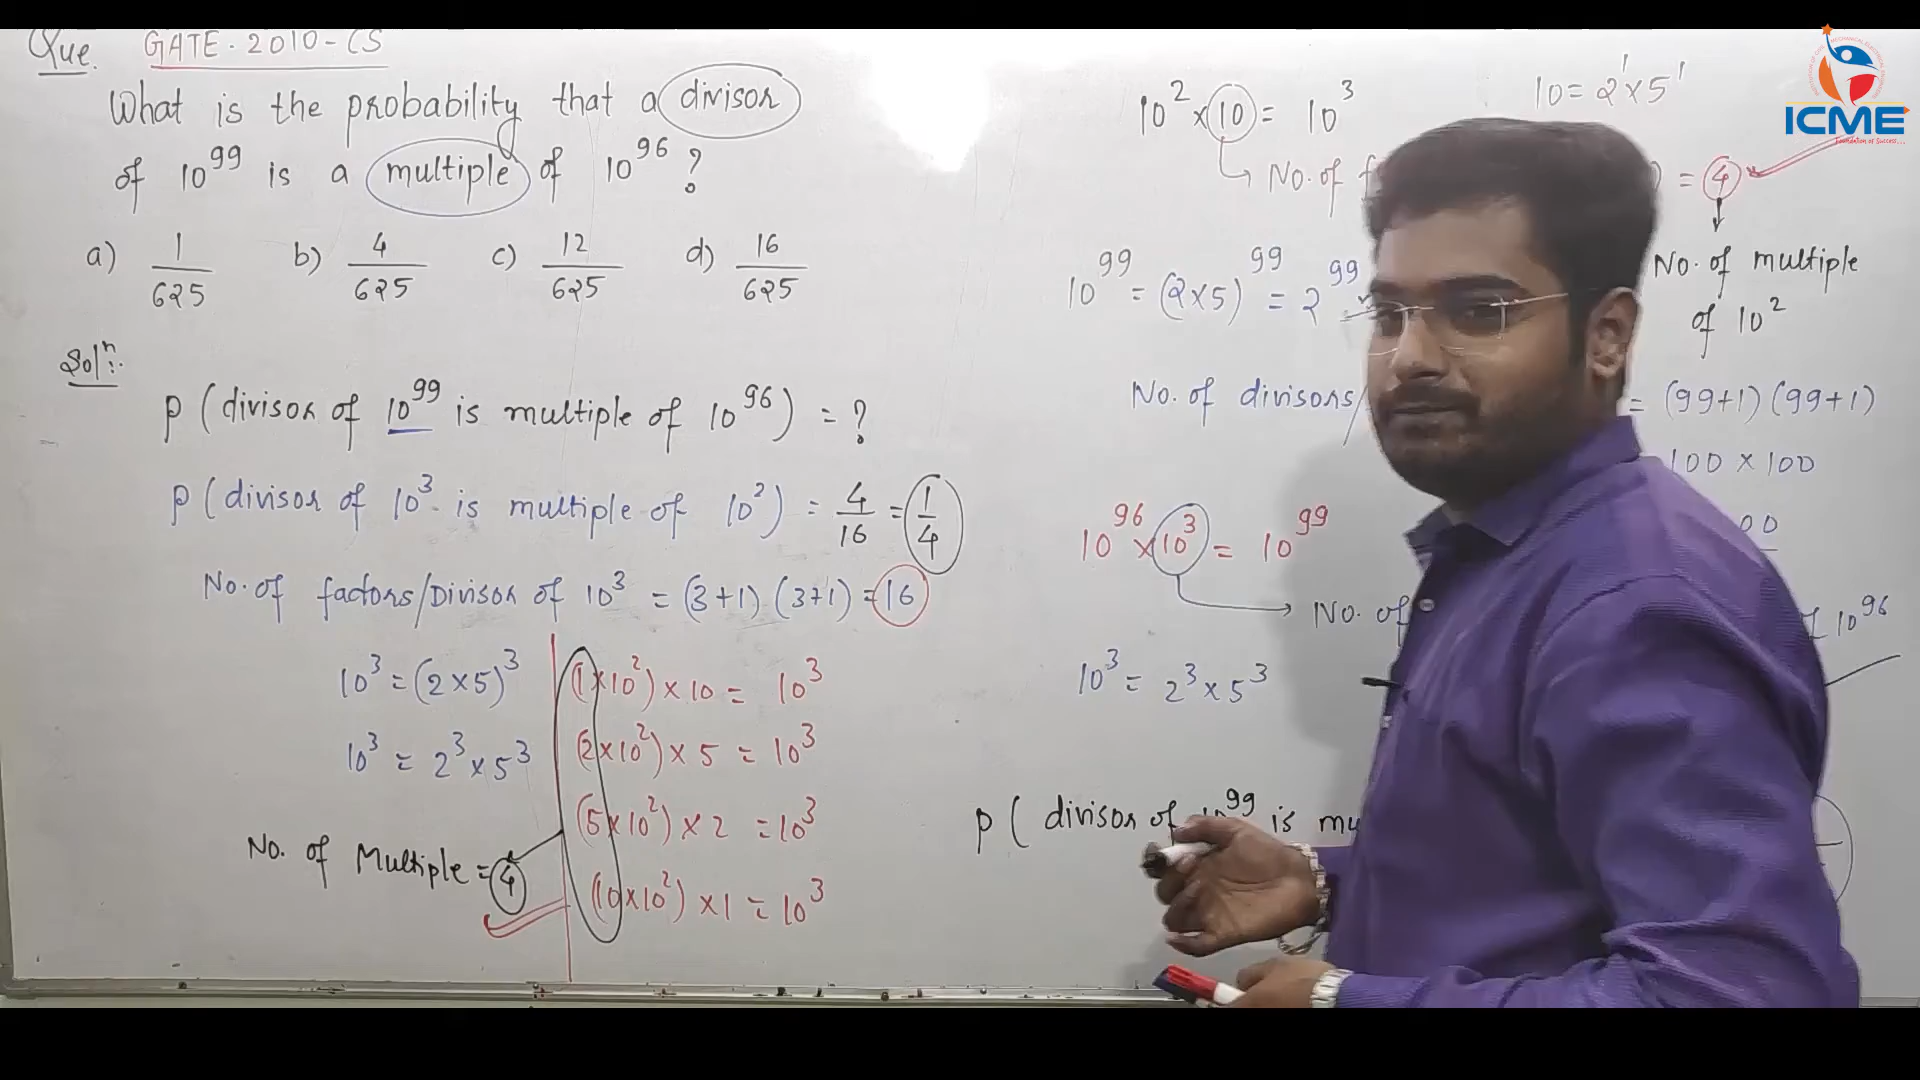 Que. GATE-2010-CS
What is the probability that a divisor
of 10^99 is a multiple of 10^96 ?
a) 1/625 b) 4/625 c) 12/625 d) 16/625
Solⁿ:
P (divisor of 10^99 is multiple of 10^96) = ?
P (divisor of 10^3 is multiple of 10^2) = 4/16 = 1/4
No. of factors/Divisor of 10^3 = (3+1) (3+1) = 16
10^3 = (2×5)^3
10^3 = 2^3 × 5^3
No. of Multiple = 4
(1×10^2) × 10 = 10^3
(2×10^2) × 5 = 10^3
(5×10^2) × 2 = 10^3
(10×10^2) × 1 = 10^3
10^2 × 10 = 10^3
10 = 2^1 × 5^1
No. of
= 4
No. of multiple
of 10^2
10^99 = (2×5)^99 = 2^99
No. of divisors/
= (99+1) (99+1)
100 × 100
10^96 × 10^3 = 10^99
No. of
10^96
10^3 = 2^3 × 5^3
P ( divisor of 10^99 is
ICME
Foundation of Success...